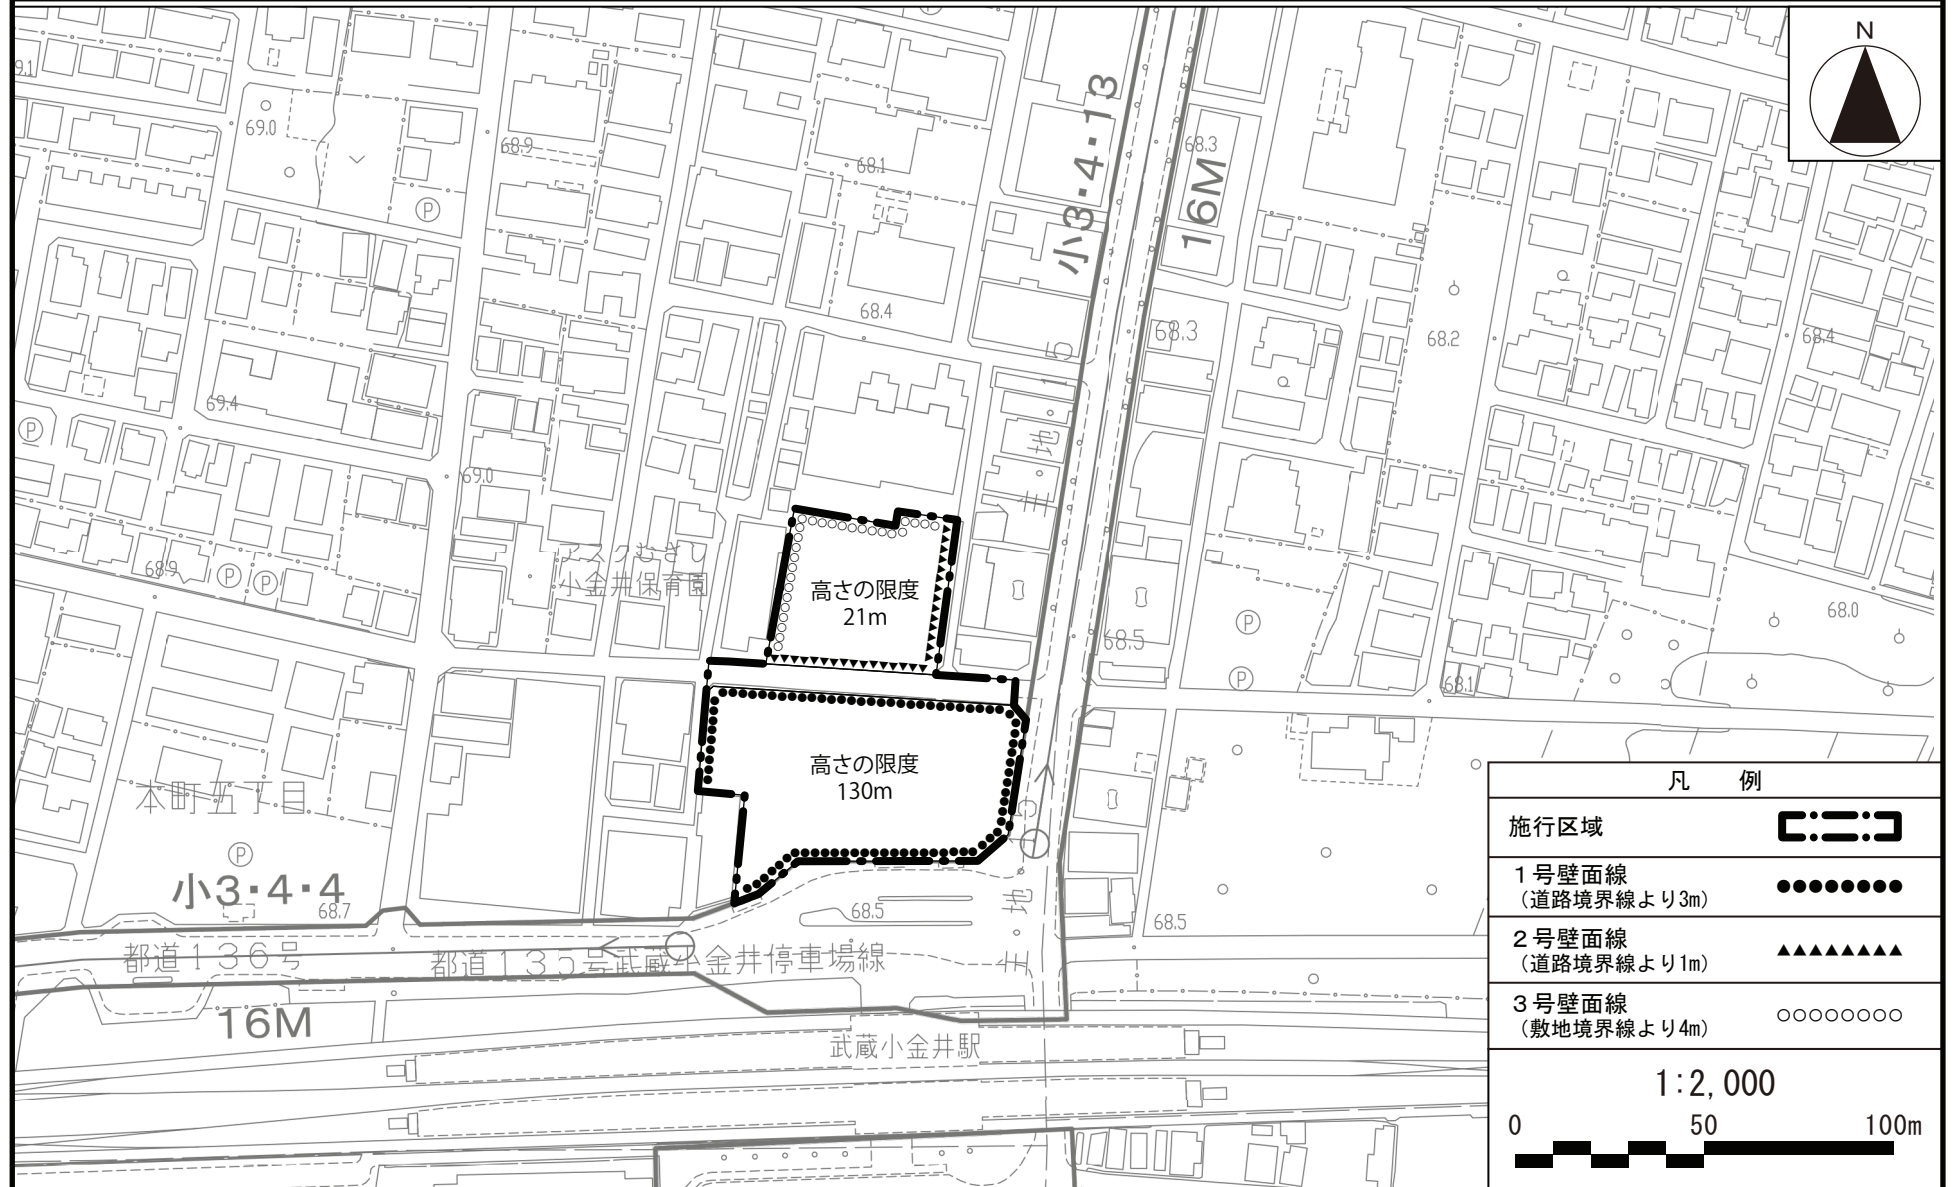 N
9.1
69.0
68.9
68.1
68.3
小3・4・13
16M
P
68.4
68.3
68.2
68.4
69.4
P
69.0
主・地・15
アスクむさし
小金井保育園
高さの限度
21m
68.9
P
P
P
68.0
68.5
P
68.1
高さの限度
130m
本町五丁目
P
小3・4・4
68.7
68.5
68.5
都道136号
都道135号武蔵小金井停車場線
16M
武蔵小金井駅
凡 例
施行区域
1号壁面線
(道路境界線より3m)
2号壁面線
(道路境界線より1m)
3号壁面線
(敷地境界線より4m)
1:2,000
0 50 100m